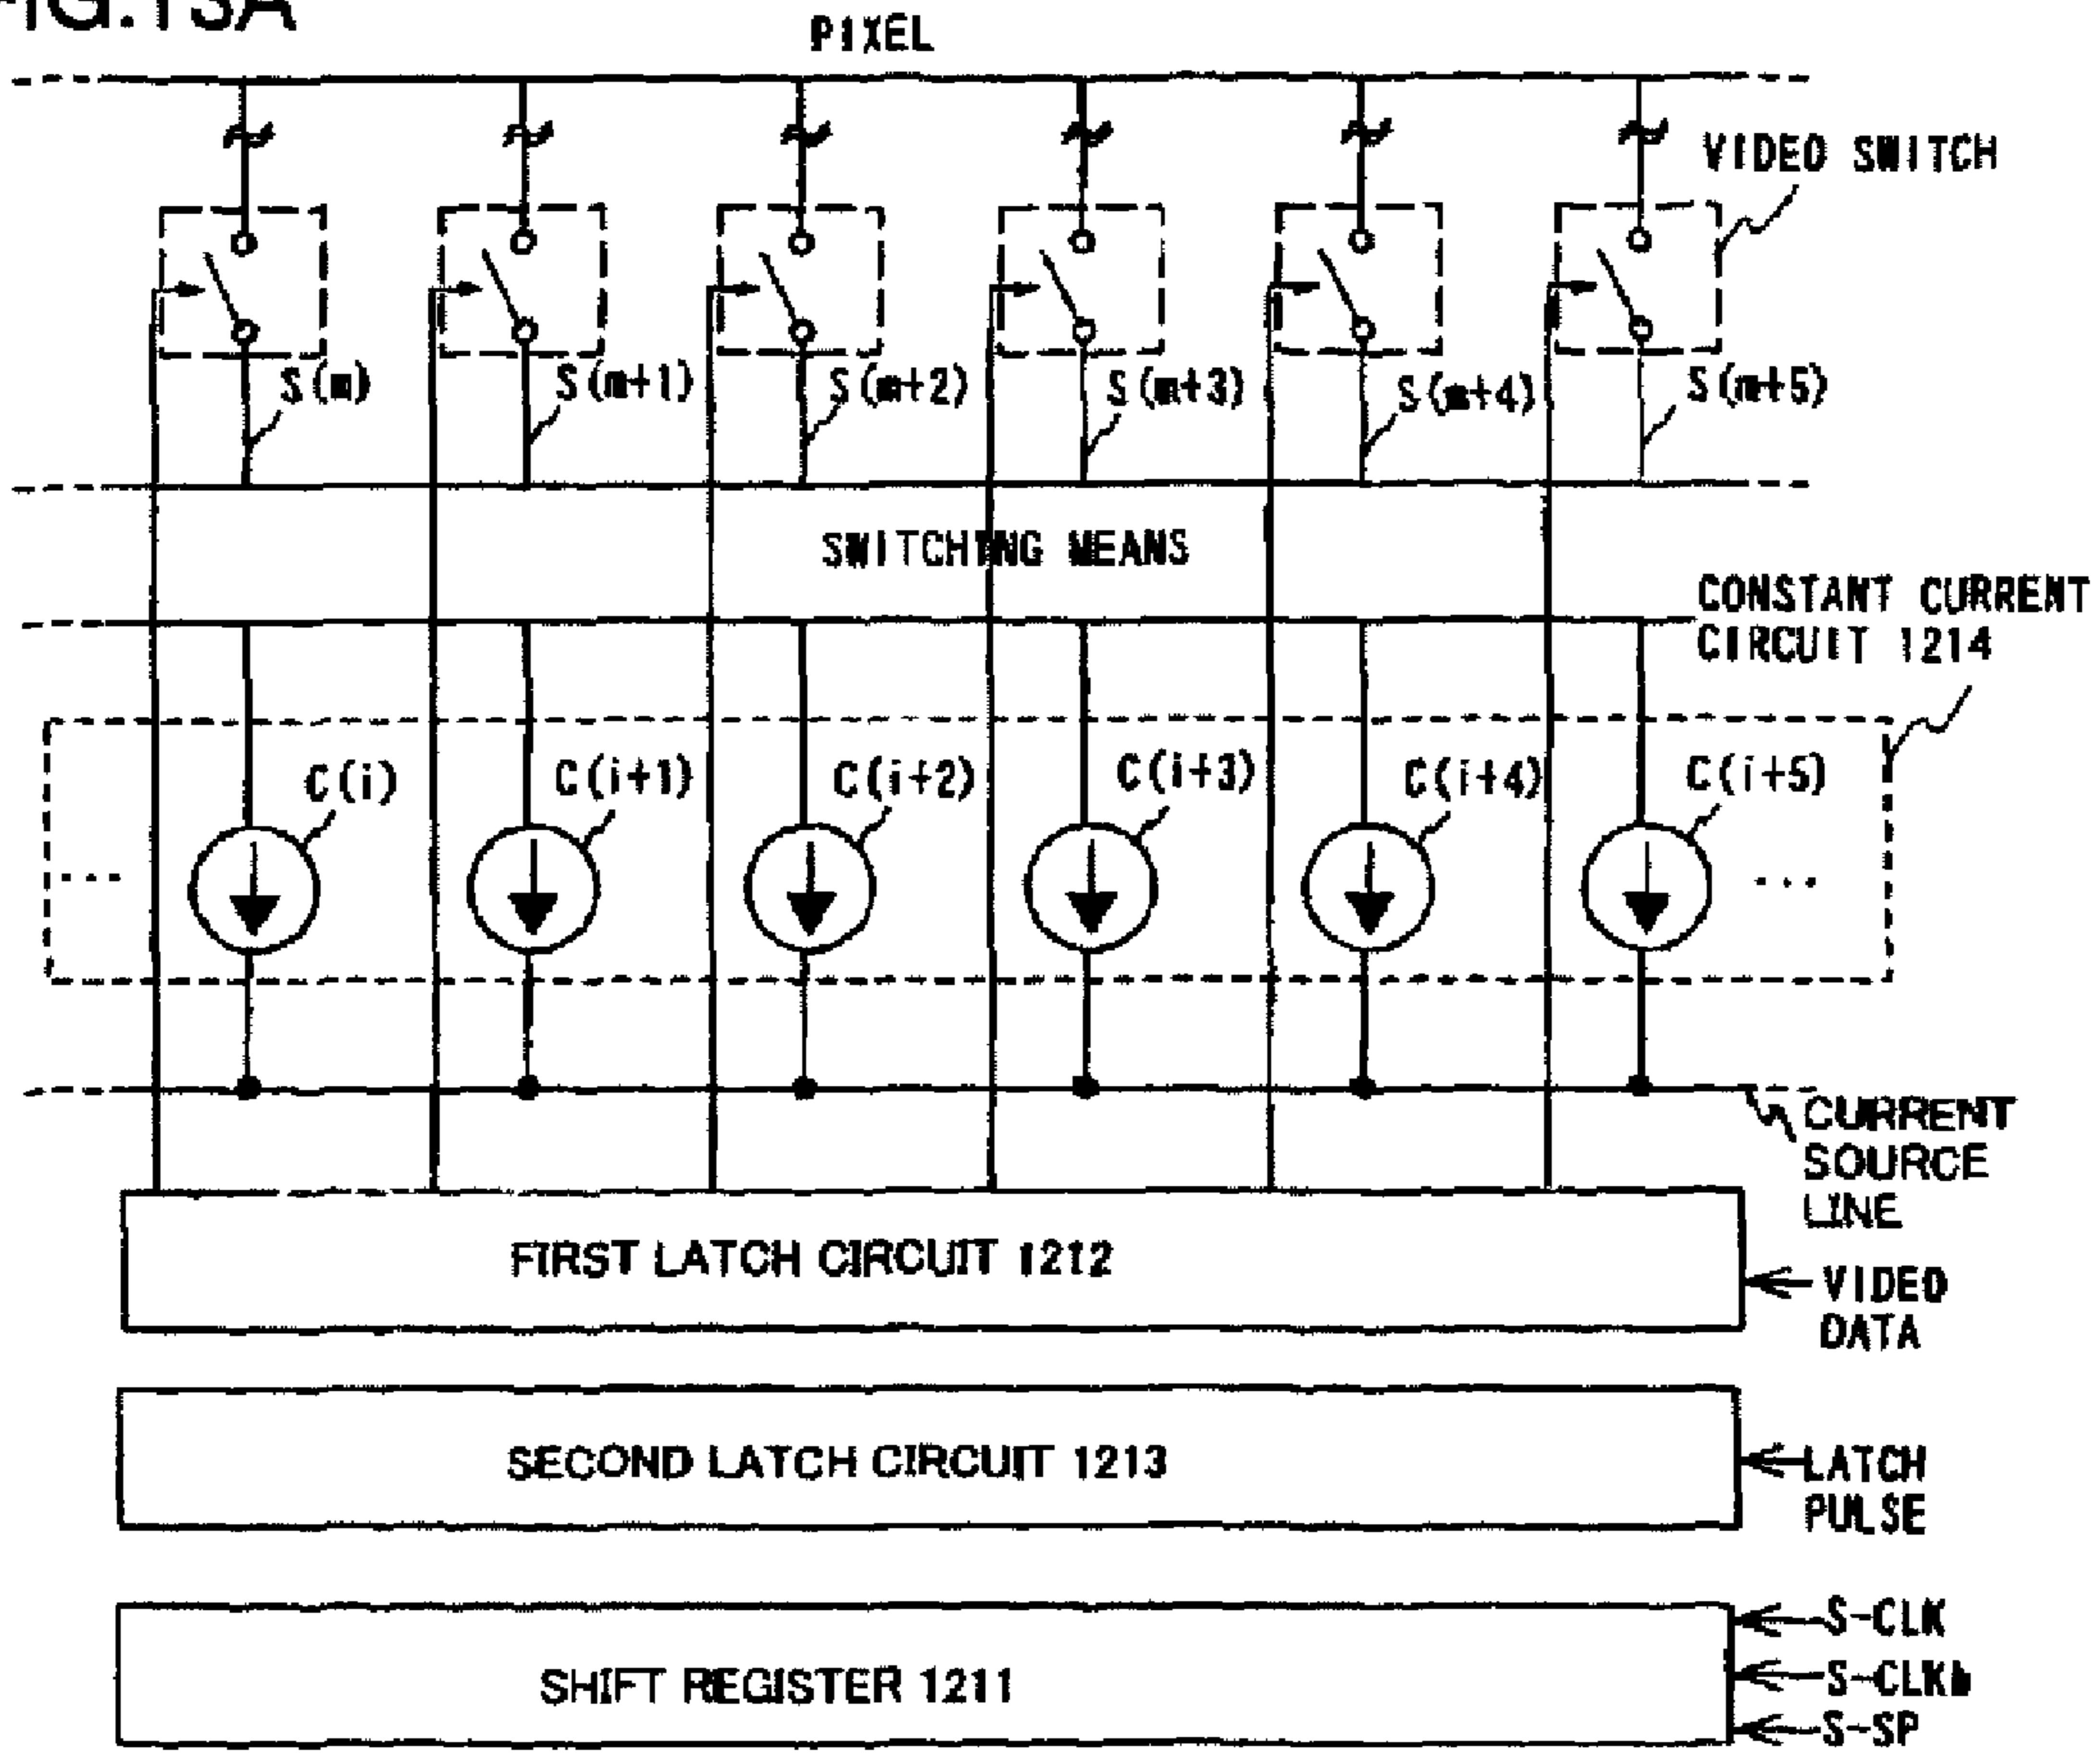 FIG.13A
PIXEL
VIDEO SWITCH
S(m)
S(m+1)
S(m+2)
S(m+3)
S(m+4)
S(m+5)
SWITCHING MEANS
CONSTANT CURRENT
CIRCUIT 1214
C(i)
C(i+1)
C(i+2)
C(i+3)
C(i+4)
C(i+5)
...
...
CURRENT
SOURCE
LINE
FIRST LATCH CIRCUIT 1212
VIDEO
DATA
SECOND LATCH CIRCUIT 1213
LATCH
PULSE
SHIFT REGISTER 1211
S-CLK
S-CLKb
S-SP